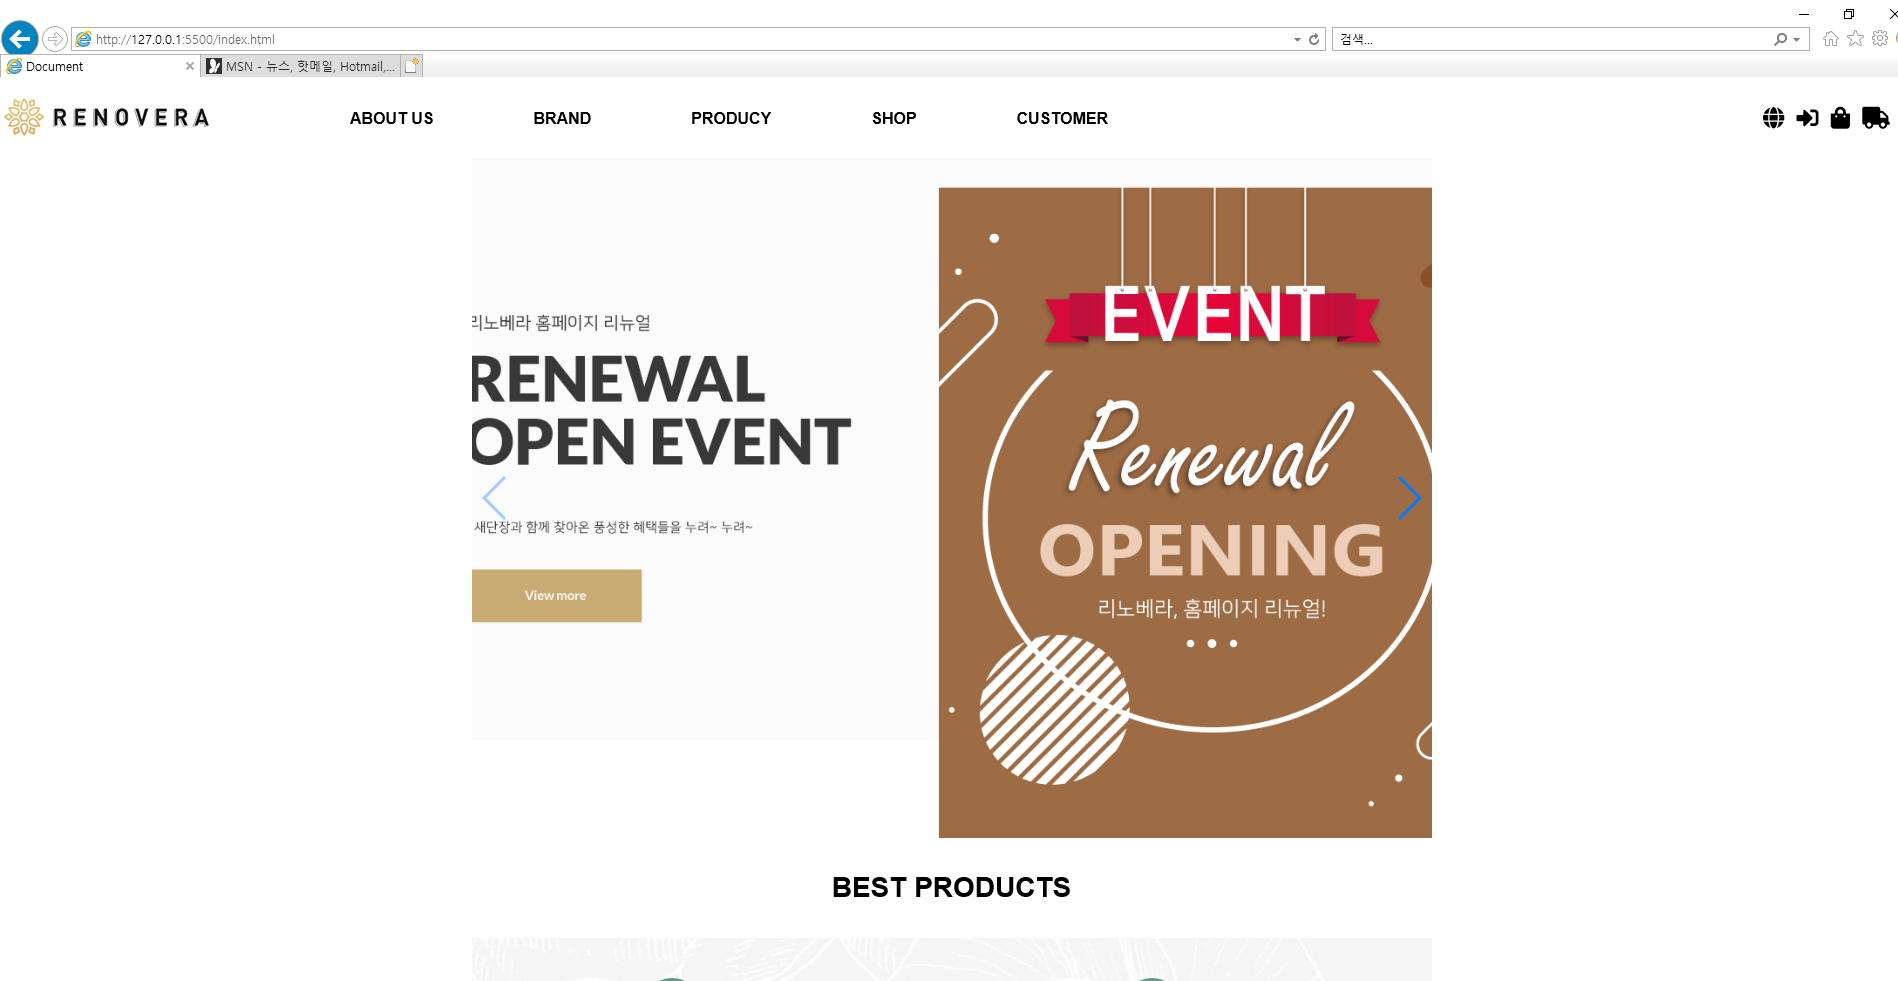 http://127.0.0.1:5500/index.html
검색...
Document
MSN - 뉴스, 핫메일, Hotmail,...
RENOVERA
ABOUT US
BRAND
PRODUCY
SHOP
CUSTOMER
리노베라 홈페이지 리뉴얼
RENEWAL
OPEN EVENT
새단장과 함께 찾아온 풍성한 혜택들을 누려~ 누려~
View more
EVENT
Renewal
OPENING
리노베라, 홈페이지 리뉴얼!
BEST PRODUCTS